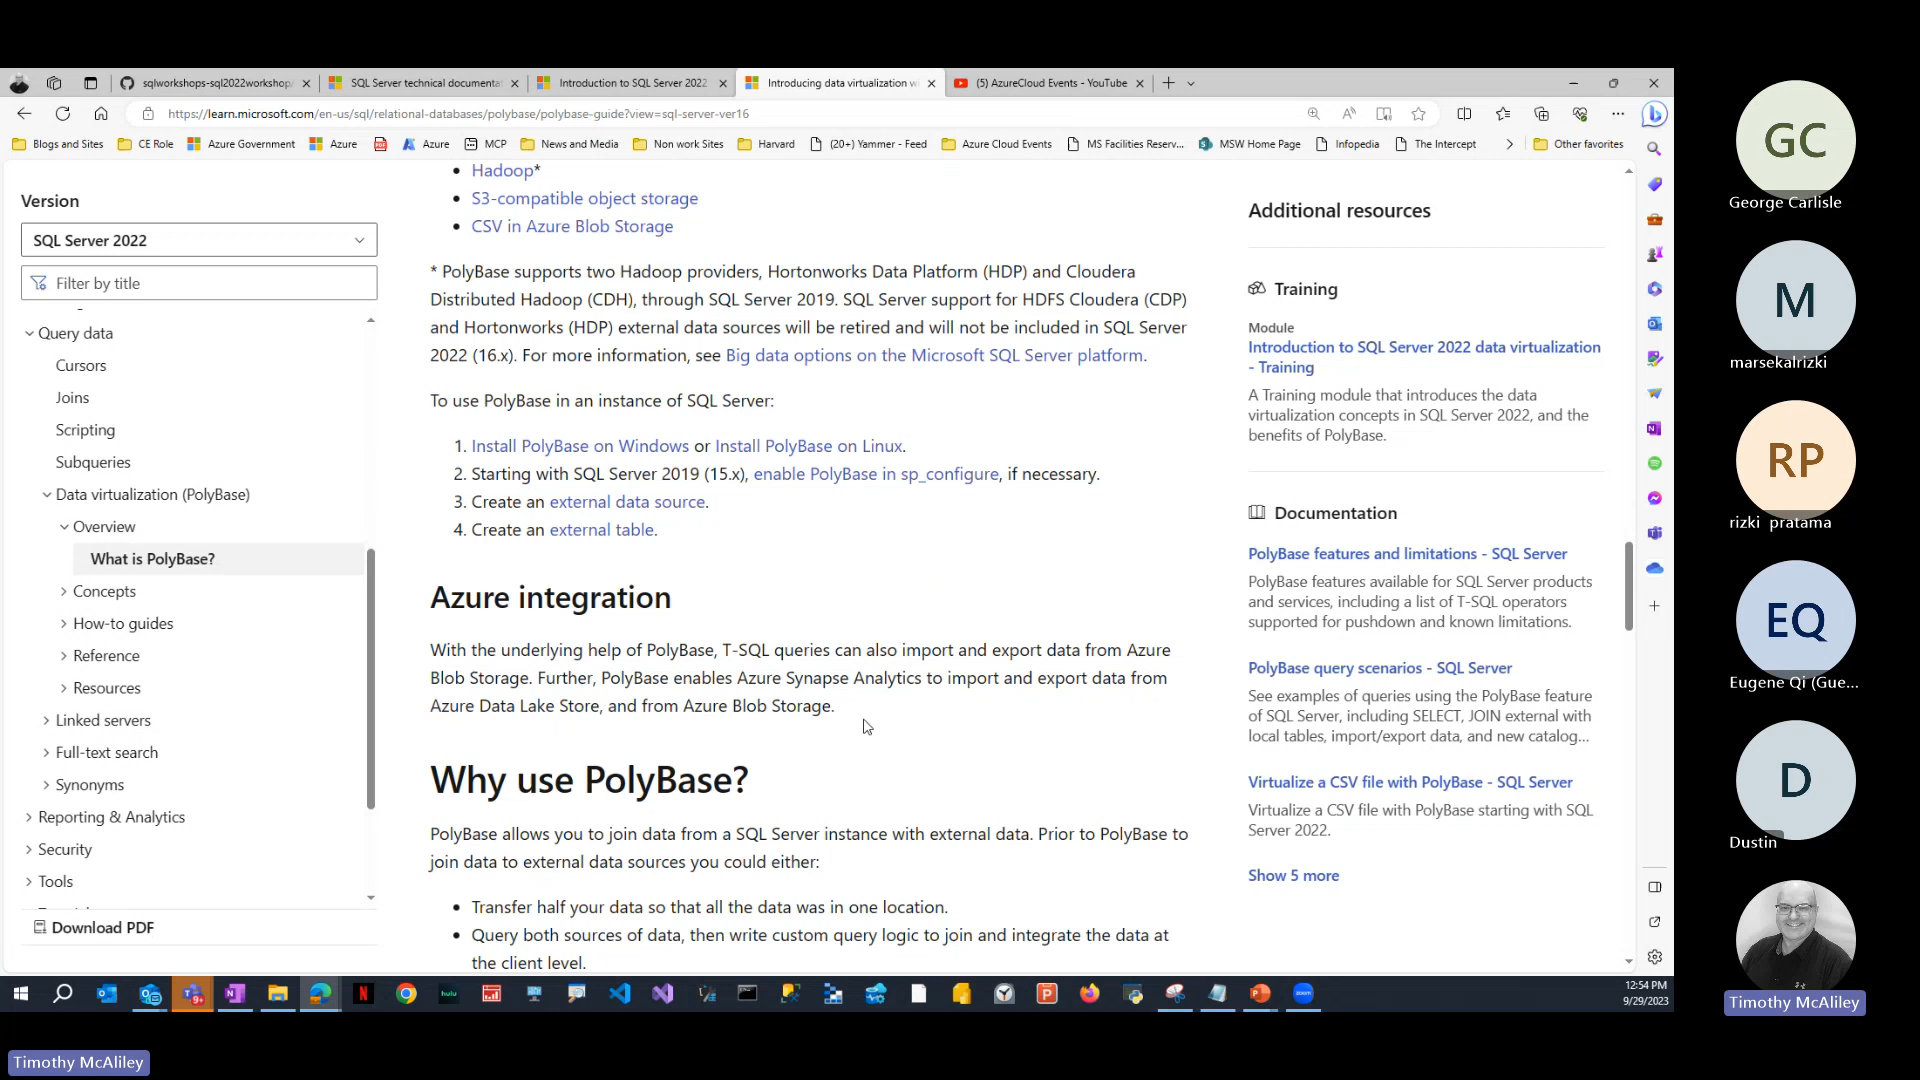 sqlworkshops-sql2022workshop/
SQL Server technical documenta
Introduction to SQL Server 2022
Introducing data virtualization w
(5) AzureCloud Events - YouTube
https://learn.microsoft.com/en-us/sql/relational-databases/polybase/polybase-guide?view=sql-server-ver16
Blogs and Sites
CE Role
Azure Government
Azure
Azure
MCP
News and Media
Non work Sites
Harvard
(20+) Yammer - Feed
Azure Cloud Events
MS Facilities Reserv...
MSW Home Page
Infopedia
The Intercept
Other favorites
Version
SQL Server 2022
Filter by title
Query data
Cursors
Joins
Scripting
Subqueries
Data virtualization (PolyBase)
Overview
What is PolyBase?
Concepts
How-to guides
Reference
Resources
Linked servers
Full-text search
Synonyms
Reporting & Analytics
Security
Tools
Download PDF
Hadoop*
S3-compatible object storage
CSV in Azure Blob Storage
* PolyBase supports two Hadoop providers, Hortonworks Data Platform (HDP) and Cloudera
Distributed Hadoop (CDH), through SQL Server 2019. SQL Server support for HDFS Cloudera (CDP)
and Hortonworks (HDP) external data sources will be retired and will not be included in SQL Server
2022 (16.x). For more information, see Big data options on the Microsoft SQL Server platform.
To use PolyBase in an instance of SQL Server:
1. Install PolyBase on Windows or Install PolyBase on Linux.
2. Starting with SQL Server 2019 (15.x), enable PolyBase in sp_configure, if necessary.
3. Create an external data source.
4. Create an external table.
Azure integration
With the underlying help of PolyBase, T-SQL queries can also import and export data from Azure
Blob Storage. Further, PolyBase enables Azure Synapse Analytics to import and export data from
Azure Data Lake Store, and from Azure Blob Storage.
Why use PolyBase?
PolyBase allows you to join data from a SQL Server instance with external data. Prior to PolyBase to
join data to external data sources you could either:
Transfer half your data so that all the data was in one location.
Query both sources of data, then write custom query logic to join and integrate the data at
the client level.
Additional resources
Training
Module
Introduction to SQL Server 2022 data virtualization
- Training
A Training module that introduces the data
virtualization concepts in SQL Server 2022, and the
benefits of PolyBase.
Documentation
PolyBase features and limitations - SQL Server
PolyBase features available for SQL Server products
and services, including a list of T-SQL operators
supported for pushdown and known limitations.
PolyBase query scenarios - SQL Server
See examples of queries using the PolyBase feature
of SQL Server, including SELECT, JOIN external with
local tables, import/export data, and new catalog...
Virtualize a CSV file with PolyBase - SQL Server
Virtualize a CSV file with PolyBase starting with SQL
Server 2022.
Show 5 more
hulu
zoom
12:54 PM
9/29/2023
GC
George Carlisle
M
marsekalrizki
RP
rizki pratama
EQ
Eugene Qi (Gue...
D
Dustin
Timothy McAliley
Timothy McAliley